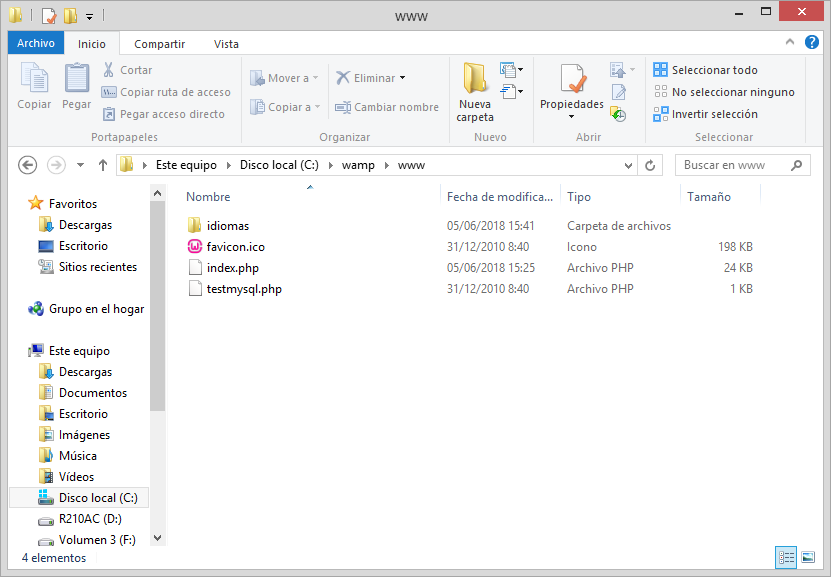 www
Archivo Inicio Compartir Vista
Copiar
Pegar
Cortar
Copiar ruta de acceso
Pegar acceso directo
Portapapeles
Mover a
Copiar a
Eliminar
Cambiar nombre
Organizar
Nueva
carpeta
Nuevo
Propiedades
Abrir
Seleccionar todo
No seleccionar ninguno
Invertir selección
Seleccionar
Este equipo Disco local (C:) wamp www
Buscar en www
Favoritos
Descargas
Escritorio
Sitios recientes
Grupo en el hogar
Este equipo
Descargas
Documentos
Escritorio
Imágenes
Música
Vídeos
Disco local (C:)
R210AC (D:)
Volumen 3 (F:)
Nombre Fecha de modifica... Tipo Tamaño
idiomas 05/06/2018 15:41 Carpeta de archivos
favicon.ico 31/12/2010 8:40 Icono 198 KB
index.php 05/06/2018 15:25 Archivo PHP 24 KB
testmysql.php 31/12/2010 8:40 Archivo PHP 1 KB
4 elementos